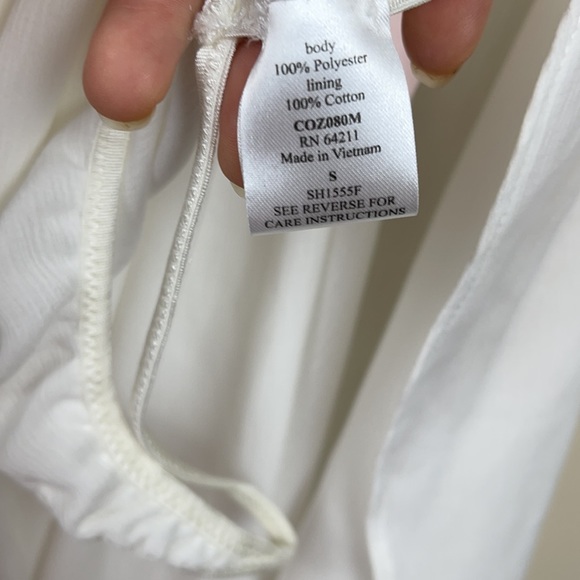 body
100% Polyester
lining
100% Cotton
COZ080M
RN 64211
Made in Vietnam
S
SH1555F
SEE REVERSE FOR
CARE INSTRUCTIONS